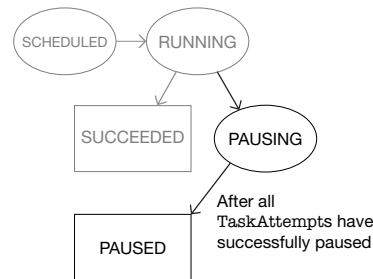 SCHEDULED
RUNNING
SUCCEEDED
PAUSING
After all
TaskAttempts have
successfully paused
PAUSED